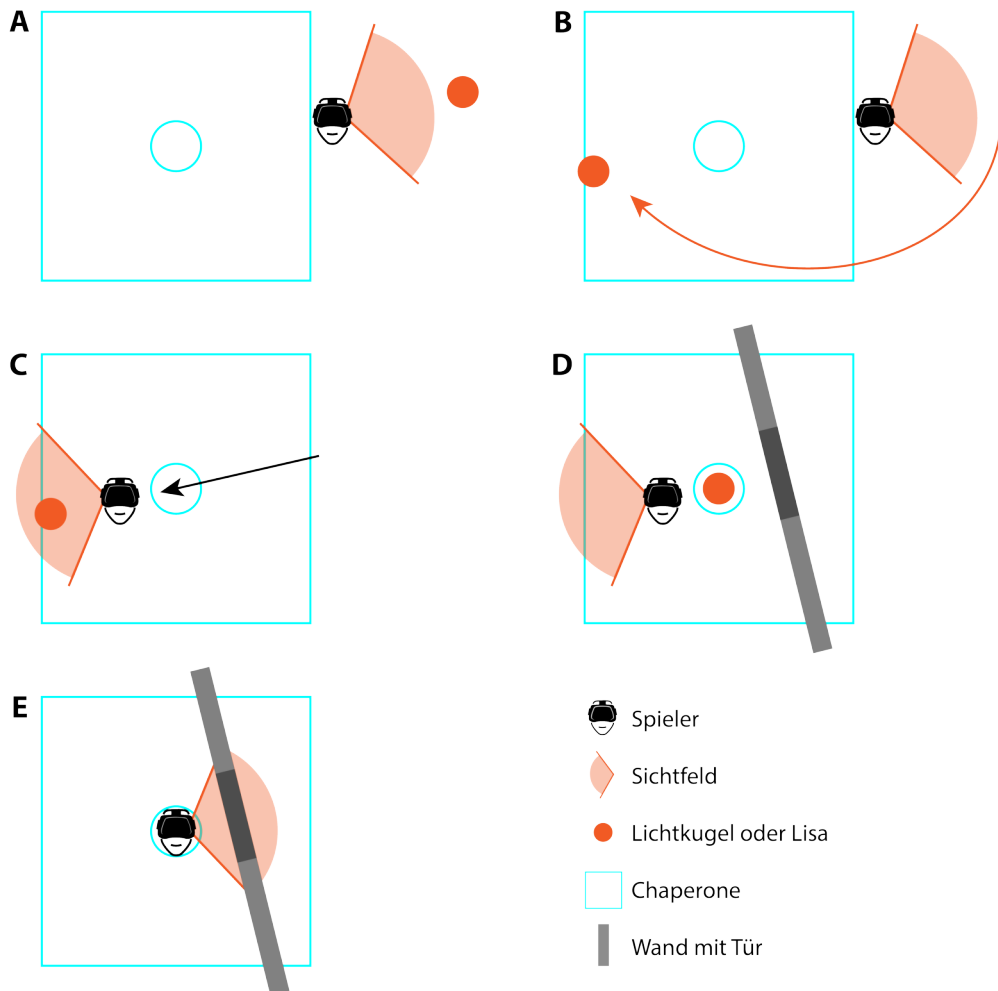 A
B
C
D
E
Spieler
Sichtfeld
Lichtkugel oder Lisa
Chaperone
Wand mit Tür